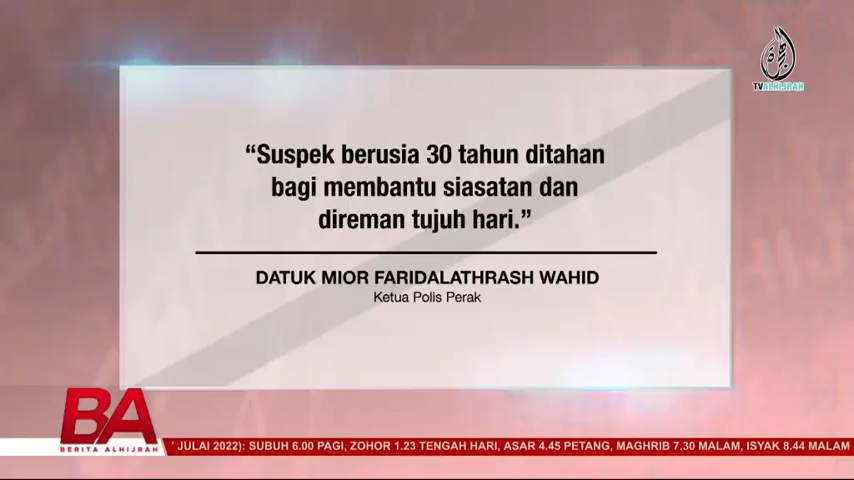 TVALHIJRAH
“Suspek berusia 30 tahun ditahan
bagi membantu siasatan dan
direman tujuh hari.”
DATUK MIOR FARIDALATHRASH WAHID
Ketua Polis Perak
BA
BERITA ALHIJRAH
JULAI 2022): SUBUH 6.00 PAGI, ZOHOR 1.23 TENGAH HARI, ASAR 4.45 PETANG, MAGHRIB 7.30 MALAM, ISYAK 8.44 MALAM